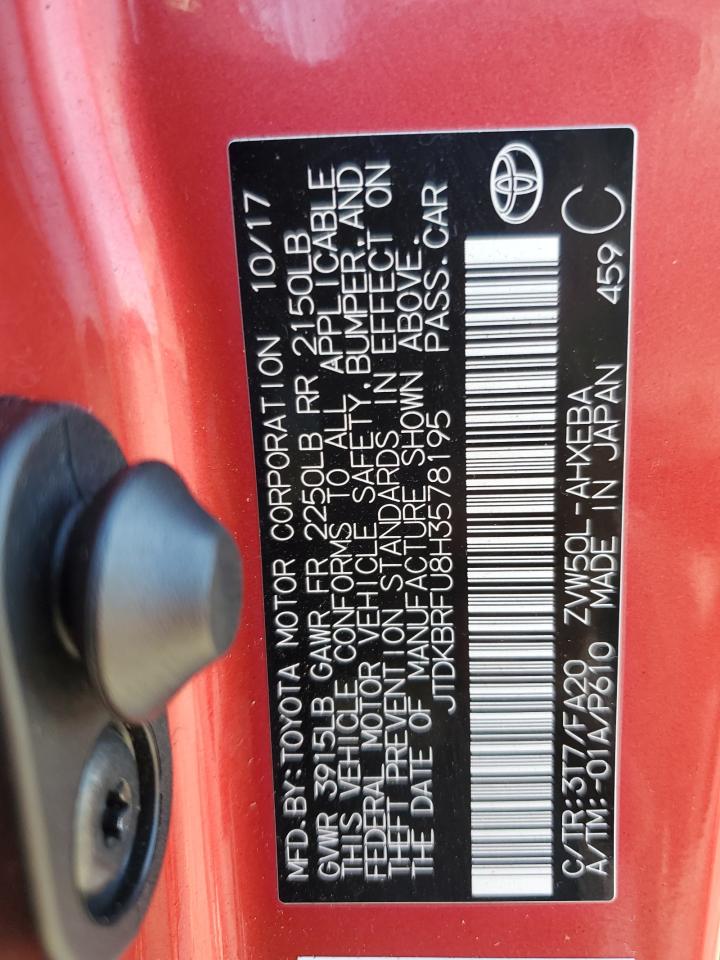 MFD. BY: TOYOTA MOTOR CORPORATION 10/17
GVWR 3915LB GAWR FR 2250LB RR 2150LB
THIS VEHICLE CONFORMS TO ALL APPLICABLE
FEDERAL MOTOR VEHICLE SAFETY, BUMPER, AND
THEFT PREVENTION STANDARDS IN EFFECT ON
THE DATE OF MANUFACTURE SHOWN ABOVE.
JTDKBRFU8H3578195 PASS. CAR
C/TR: 3T7/FA20 ZVW50L-AHXEBA 459 C
A/TM: -01A/P610 MADE IN JAPAN